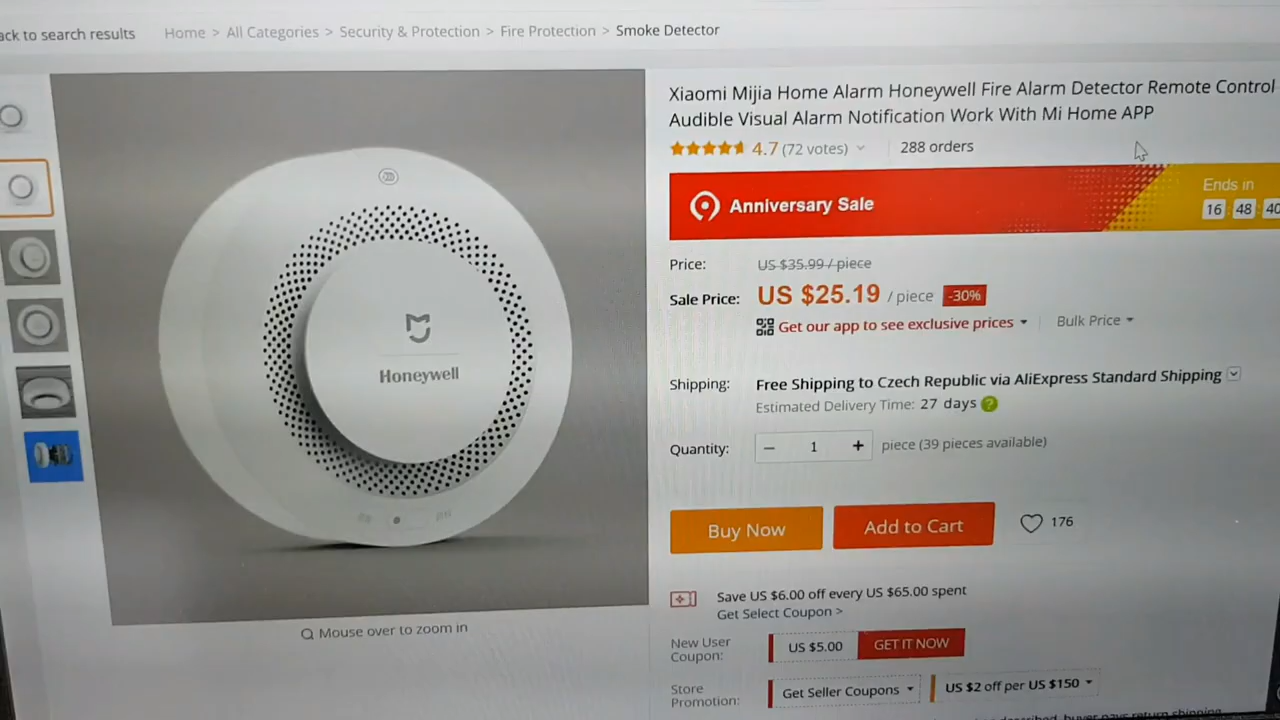 ack to search results
Home > All Categories > Security & Protection > Fire Protection > Smoke Detector
Xiaomi Mijia Home Alarm Honeywell Fire Alarm Detector Remote Control
Audible Visual Alarm Notification Work With Mi Home APP
4.7 (72 votes)
288 orders
Anniversary Sale
Ends in
16 48 40
Price: US $35.99 / piece
Sale Price: US $25.19 / piece -30%
Get our app to see exclusive prices
Bulk Price
Shipping: Free Shipping to Czech Republic via AliExpress Standard Shipping
Estimated Delivery Time: 27 days ?
Quantity: − 1 + piece (39 pieces available)
Buy Now
Add to Cart
176
Save US $6.00 off every US $65.00 spent
Get Select Coupon >
New User
Coupon:
US $5.00
GET IT NOW
Store
Promotion:
Get Seller Coupons
US $2 off per US $150
buyer pays return shipping
Honeywell
Mouse over to zoom in